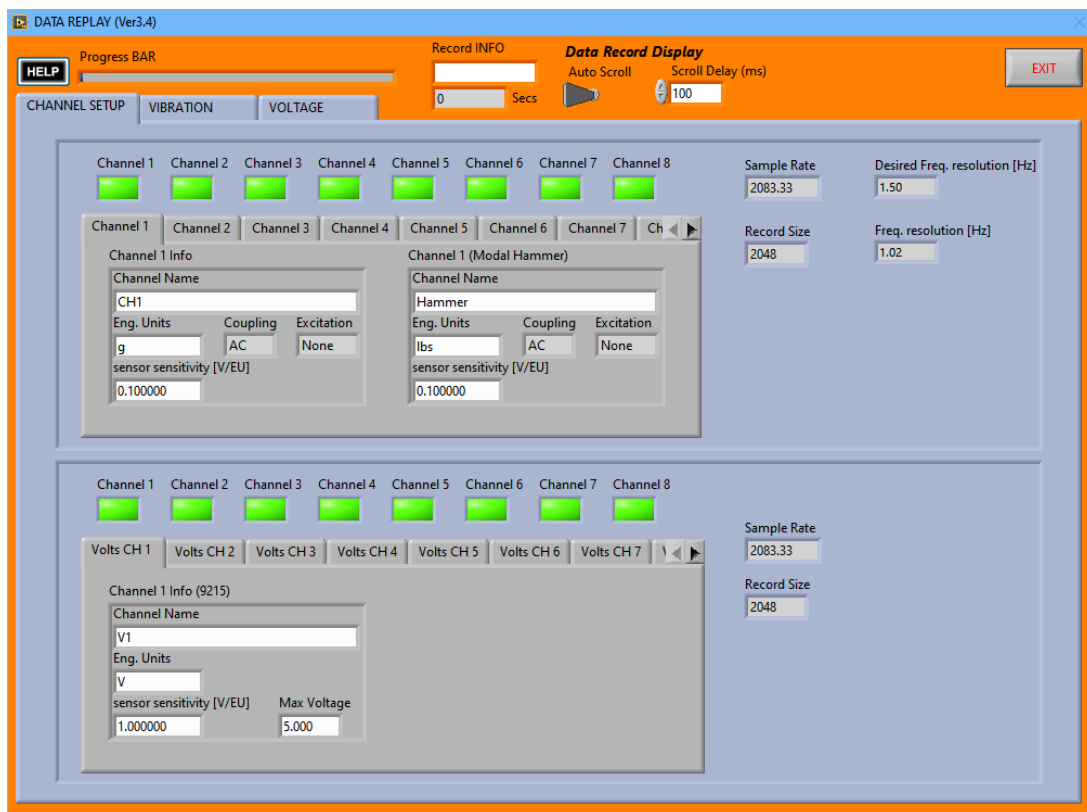 DATA REPLAY (Ver3.4)
HELP
Progress BAR
Record INFO
0 Secs
Data Record Display
Auto Scroll Scroll Delay (ms)
100
EXIT
CHANNEL SETUP VIBRATION VOLTAGE
Channel 1 Channel 2 Channel 3 Channel 4 Channel 5 Channel 6 Channel 7 Channel 8
Channel 1 Channel 2 Channel 3 Channel 4 Channel 5 Channel 6 Channel 7 Ch
Channel 1 Info
Channel Name
CH1
Eng. Units Coupling Excitation
g AC None
sensor sensitivity [V/EU]
0.100000
Channel 1 (Modal Hammer)
Channel Name
Hammer
Eng. Units Coupling Excitation
lbs AC None
sensor sensitivity [V/EU]
0.100000
Sample Rate
2083.33
Desired Freq. resolution [Hz]
1.50
Record Size
2048
Freq. resolution [Hz]
1.02
Channel 1 Channel 2 Channel 3 Channel 4 Channel 5 Channel 6 Channel 7 Channel 8
Volts CH 1 Volts CH 2 Volts CH 3 Volts CH 4 Volts CH 5 Volts CH 6 Volts CH 7
Channel 1 Info (9215)
Channel Name
V1
Eng. Units
V
sensor sensitivity [V/EU] Max Voltage
1.000000 5.000
Sample Rate
2083.33
Record Size
2048